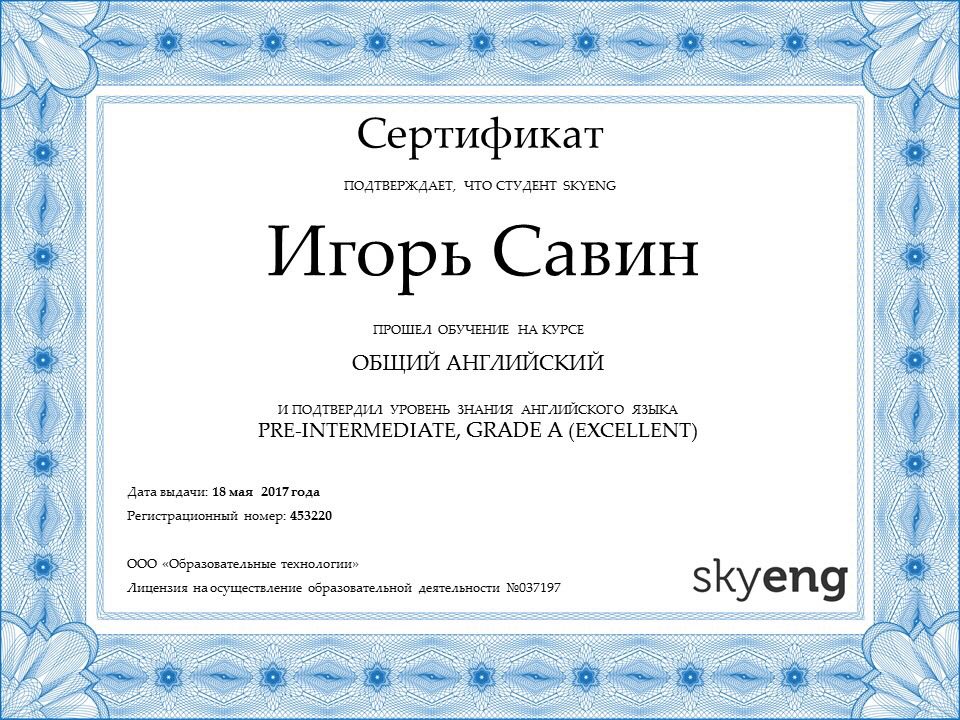 Сертификат
ПОДТВЕРЖДАЕТ, ЧТО СТУДЕНТ SKYENG
Игорь Савин
ПРОШЕЛ ОБУЧЕНИЕ НА КУРСЕ
ОБЩИЙ АНГЛИЙСКИЙ
И ПОДТВЕРДИЛ УРОВЕНЬ ЗНАНИЯ АНГЛИЙСКОГО ЯЗЫКА
PRE-INTERMEDIATE, GRADE A (EXCELLENT)
Дата выдачи: 18 мая 2017 года
Регистрационный номер: 453220
ООО «Образовательные технологии»
Лицензия на осуществление образовательной деятельности №037197
skyeng